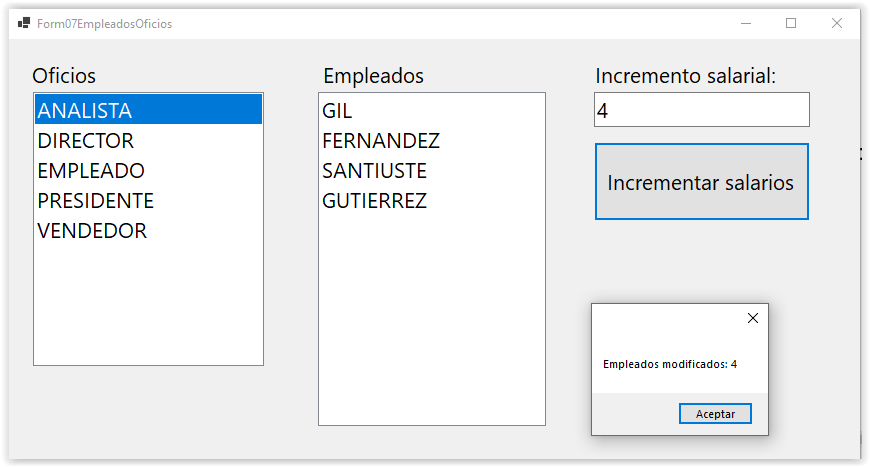 Form07EmpleadosOficios
Oficios
ANALISTA
DIRECTOR
EMPLEADO
PRESIDENTE
VENDEDOR
Empleados
GIL
FERNANDEZ
SANTIUSTE
GUTIERREZ
Incremento salarial:
4
Incrementar salarios
Empleados modificados: 4
Aceptar